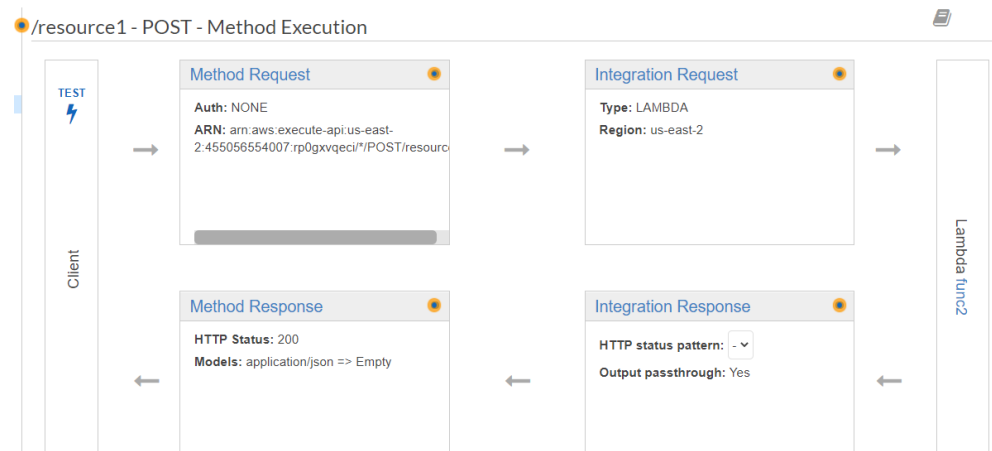 /resource1 - POST - Method Execution
TEST
Client
Method Request
Auth: NONE
ARN: arn:aws:execute-api:us-east-
2:455056554007:rp0gxvqeci/*/POST/resourc
Integration Request
Type: LAMBDA
Region: us-east-2
Lambda func2
Method Response
HTTP Status: 200
Models: application/json => Empty
Integration Response
HTTP status pattern: -
Output passthrough: Yes